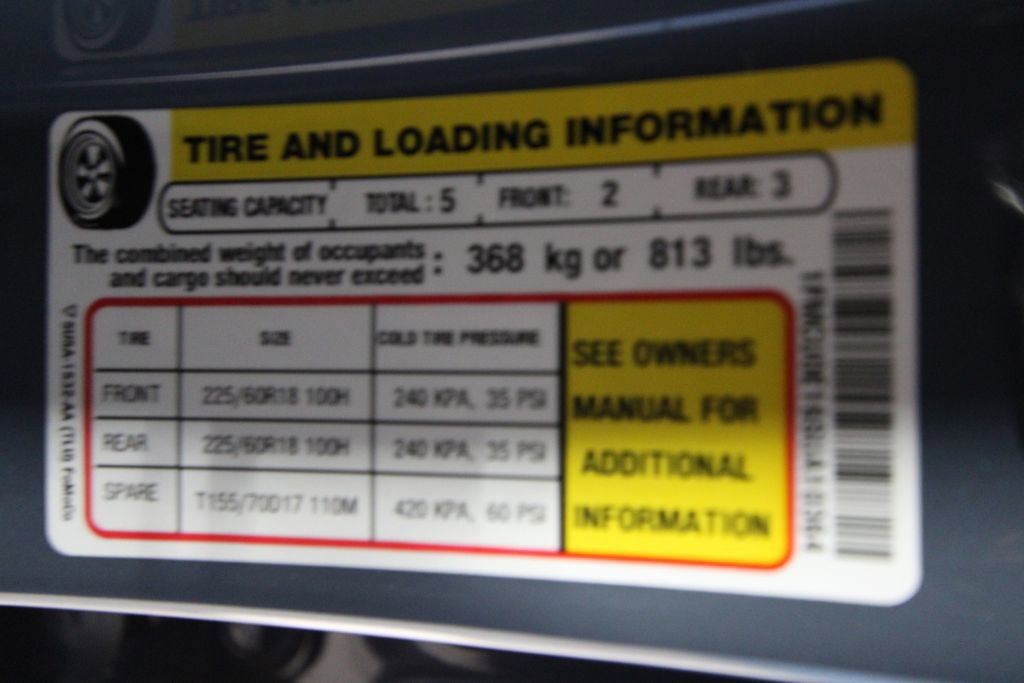 TIRE AND LOADING INFORMATION
SEATING CAPACITY TOTAL : 5 FRONT: 2 REAR: 3
The combined weight of occupants
and cargo should never exceed : 368 kg or 813 lbs.
TIRE SIZE COLD TIRE PRESSURE
FRONT 225/60R18 100H 240 KPA, 35 PSI
REAR 225/60R18 100H 240 KPA, 35 PSI
SPARE T155/70D17 110M 420 KPA, 60 PSI
SEE OWNERS
MANUAL FOR
ADDITIONAL
INFORMATION